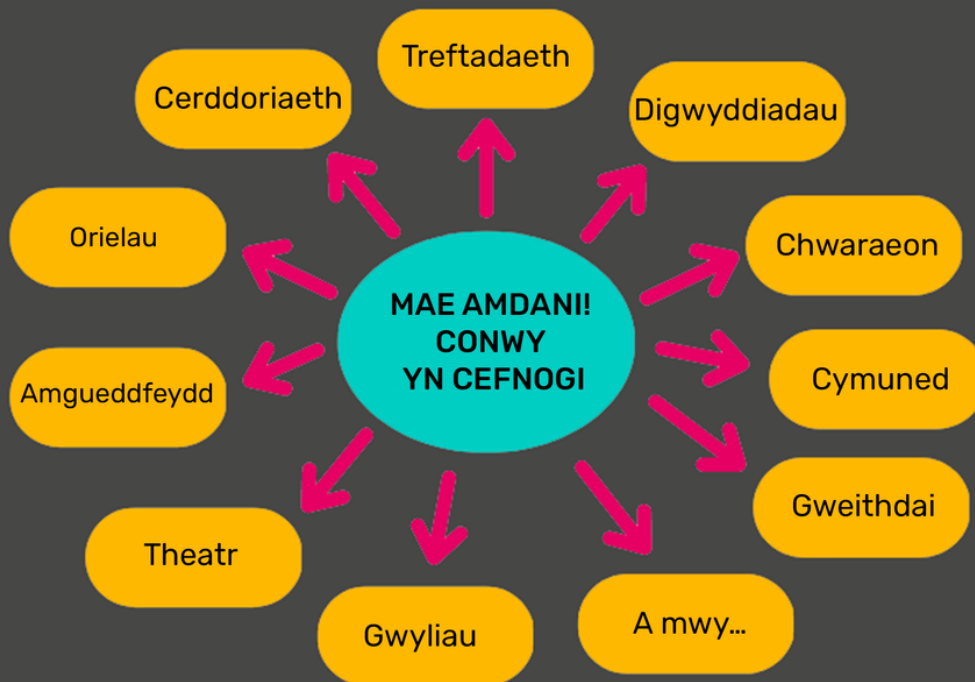 Treftadaeth
Cerddoriaeth
Digwyddiadau
Orielau
Chwaraeon
MAE AMDANI!
CONWY
YN CEFNOGI
Amgueddfeydd
Cymuned
Gweithdai
Theatr
Gwyliau
A mwy...